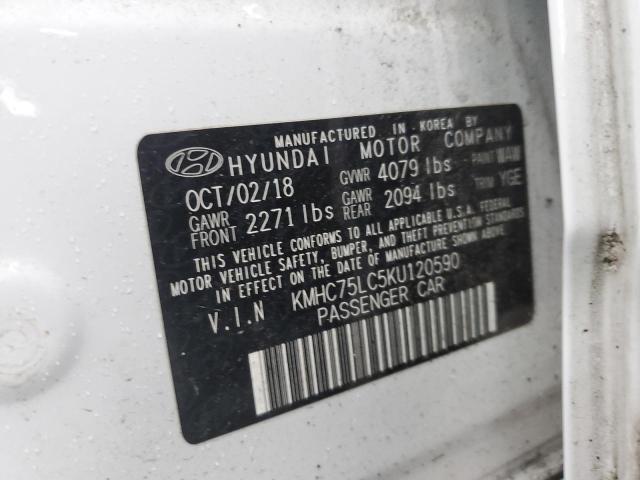 MANUFACTURED IN KOREA BY
HYUNDAI MOTOR COMPANY
OCT/02/18 GVWR 4079 lbs PAINT WAW
GAWR FRONT 2271 lbs GAWR REAR 2094 lbs TRIM YGE
THIS VEHICLE CONFORMS TO ALL APPLICABLE U.S.A. FEDERAL
MOTOR VEHICLE SAFETY, BUMPER, AND THEFT PREVENTION STANDARDS
IN EFFECT ON THE DATE OF MANUFACTURE SHOWN ABOVE.
V.I.N KMHC75LC5KU120590
PASSENGER CAR